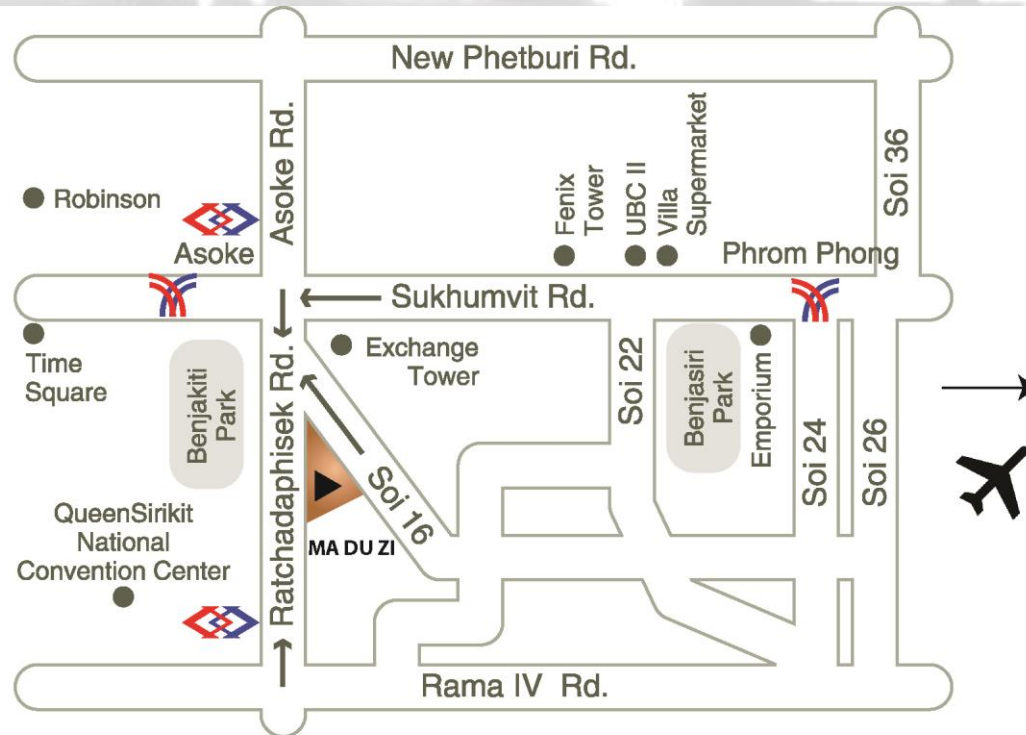 New Phetburi Rd.
Asoke Rd.
Soi 36
Robinson
Fenix
Tower
UBC II
Villa
Supermarket
Asoke
Phrom Phong
Sukhumvit Rd.
Time
Square
Benjakiti
Park
Ratchadaphisek Rd.
Exchange
Tower
Soi 22
Benjasiri
Park
Emporium
Soi 24
Soi 26
Soi 16
QueenSirikit
National
Convention Center
MA DU ZI
Rama IV Rd.